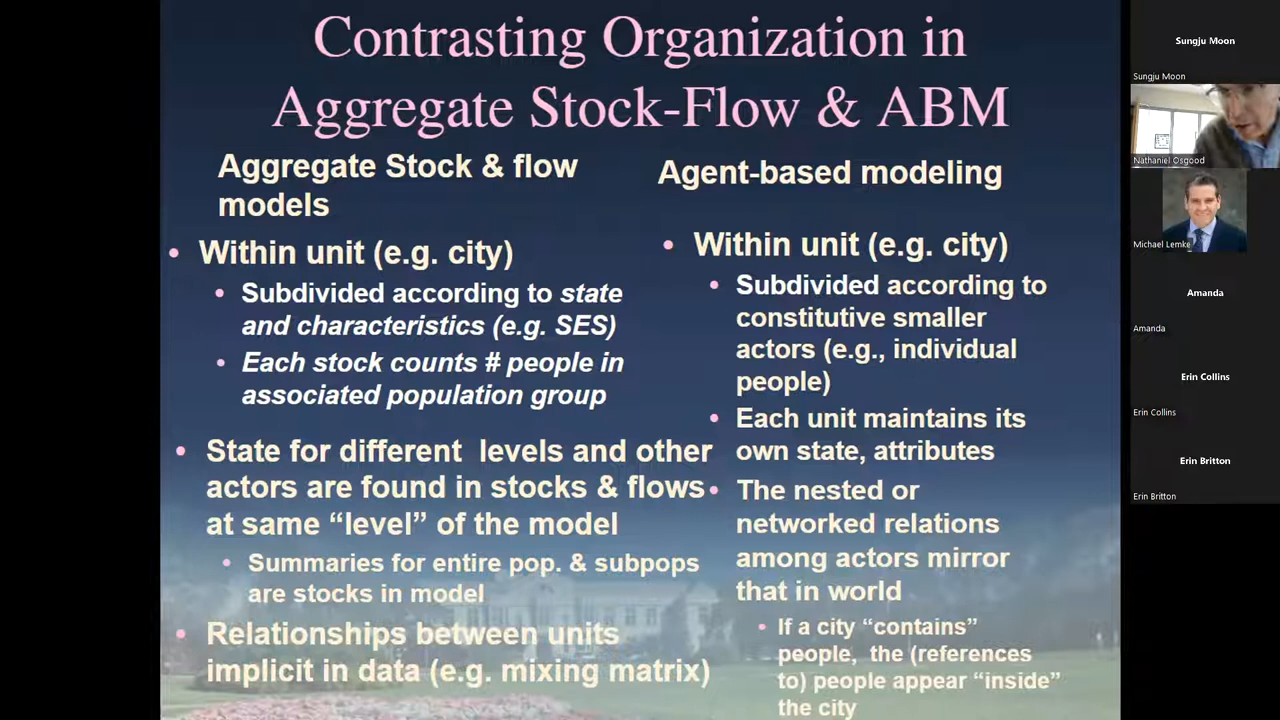 Contrasting Organization in
Aggregate Stock-Flow & ABM
Aggregate Stock & flow
models
• Within unit (e.g. city)
• Subdivided according to state
and characteristics (e.g. SES)
• Each stock counts # people in
associated population group
• State for different levels and other
actors are found in stocks & flows
at same “level” of the model
• Summaries for entire pop. & subpops
are stocks in model
• Relationships between units
implicit in data (e.g. mixing matrix)
Agent-based modeling
• Within unit (e.g. city)
• Subdivided according to
constitutive smaller
actors (e.g., individual
people)
• Each unit maintains its
own state, attributes
• The nested or
networked relations
among actors mirror
that in world
• If a city “contains”
people, the (references
to) people appear “inside”
the city
Sungju Moon
Sungju Moon
Nathaniel Osgood
Michael Lemke
Amanda
Amanda
Erin Collins
Erin Collins
Erin Britton
Erin Britton